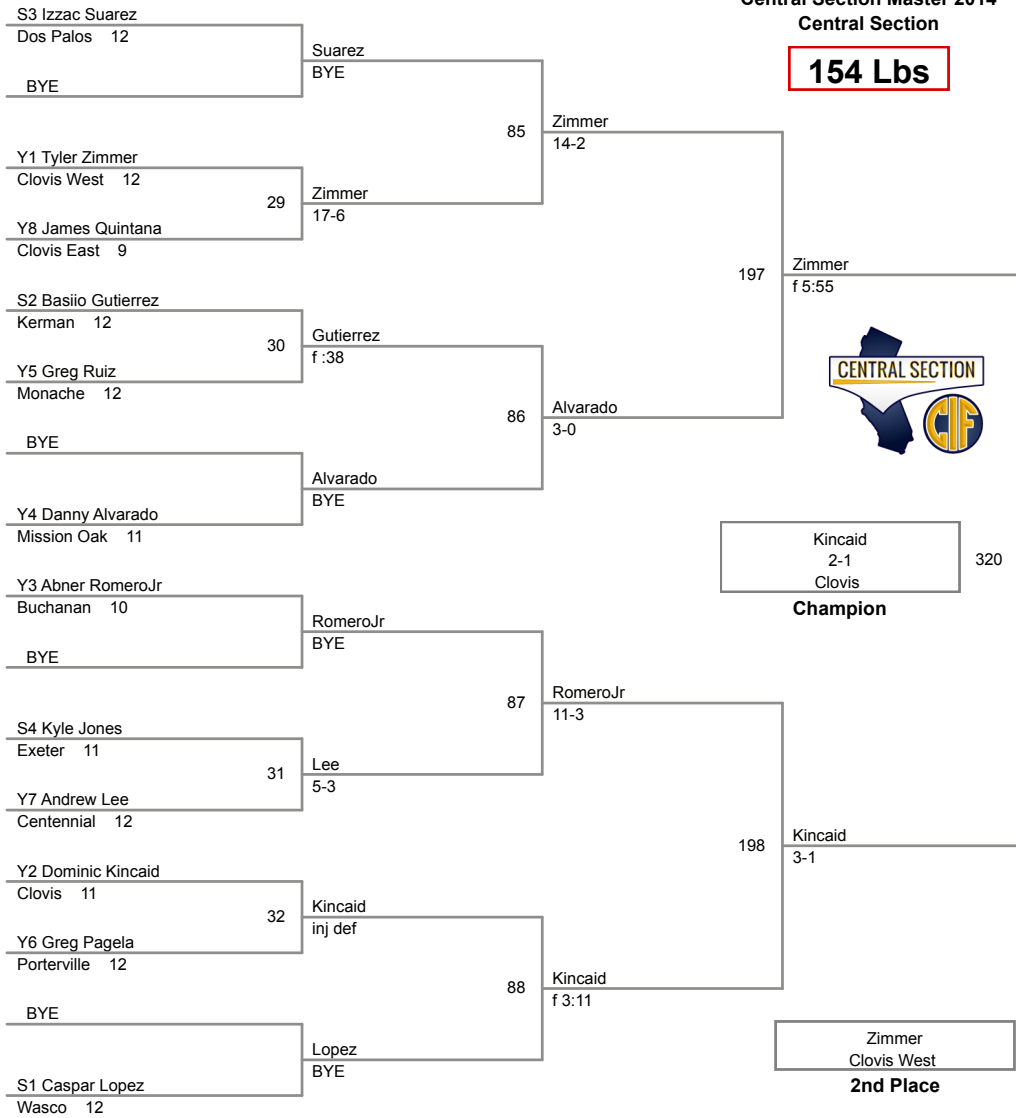 Central Section Master 2014
Central Section
154 Lbs
S3 Izzac Suarez
Dos Palos 12
BYE
Suarez
BYE
85
Zimmer
14-2
Y1 Tyler Zimmer
Clovis West 12
29
Zimmer
17-6
Y8 James Quintana
Clovis East 9
197
Zimmer
f 5:55
S2 Basiio Gutierrez
Kerman 12
30
Gutierrez
f :38
Y5 Greg Ruiz
Monache 12
86
Alvarado
3-0
BYE
Alvarado
BYE
Y4 Danny Alvarado
Mission Oak 11
CENTRAL SECTION
CIF
Kincaid
2-1
Clovis
320
Champion
Y3 Abner RomeroJr
Buchanan 10
RomeroJr
BYE
BYE
87
RomeroJr
11-3
S4 Kyle Jones
Exeter 11
31
Lee
5-3
Y7 Andrew Lee
Centennial 12
198
Kincaid
3-1
Y2 Dominic Kincaid
Clovis 11
32
Kincaid
inj def
Y6 Greg Pagela
Porterville 12
88
Kincaid
f 3:11
BYE
Lopez
BYE
S1 Caspar Lopez
Wasco 12
Zimmer
Clovis West
2nd Place